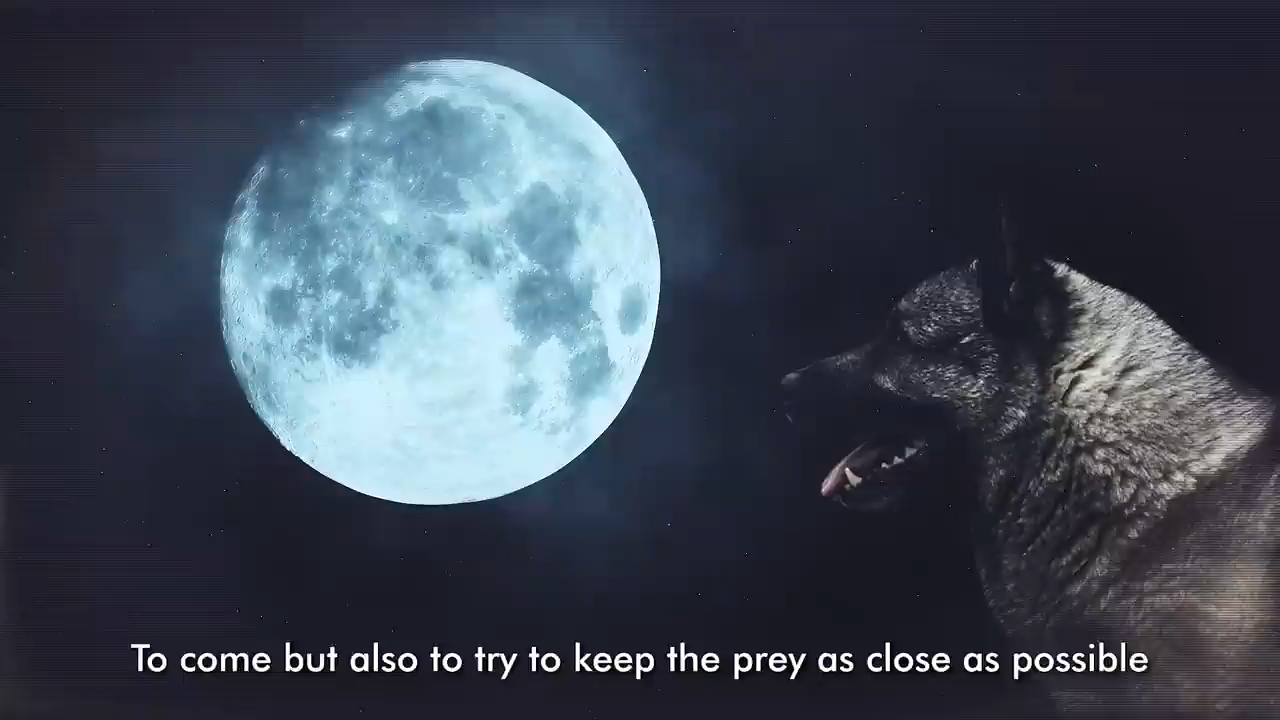 To come but also to try to keep the prey as close as possible